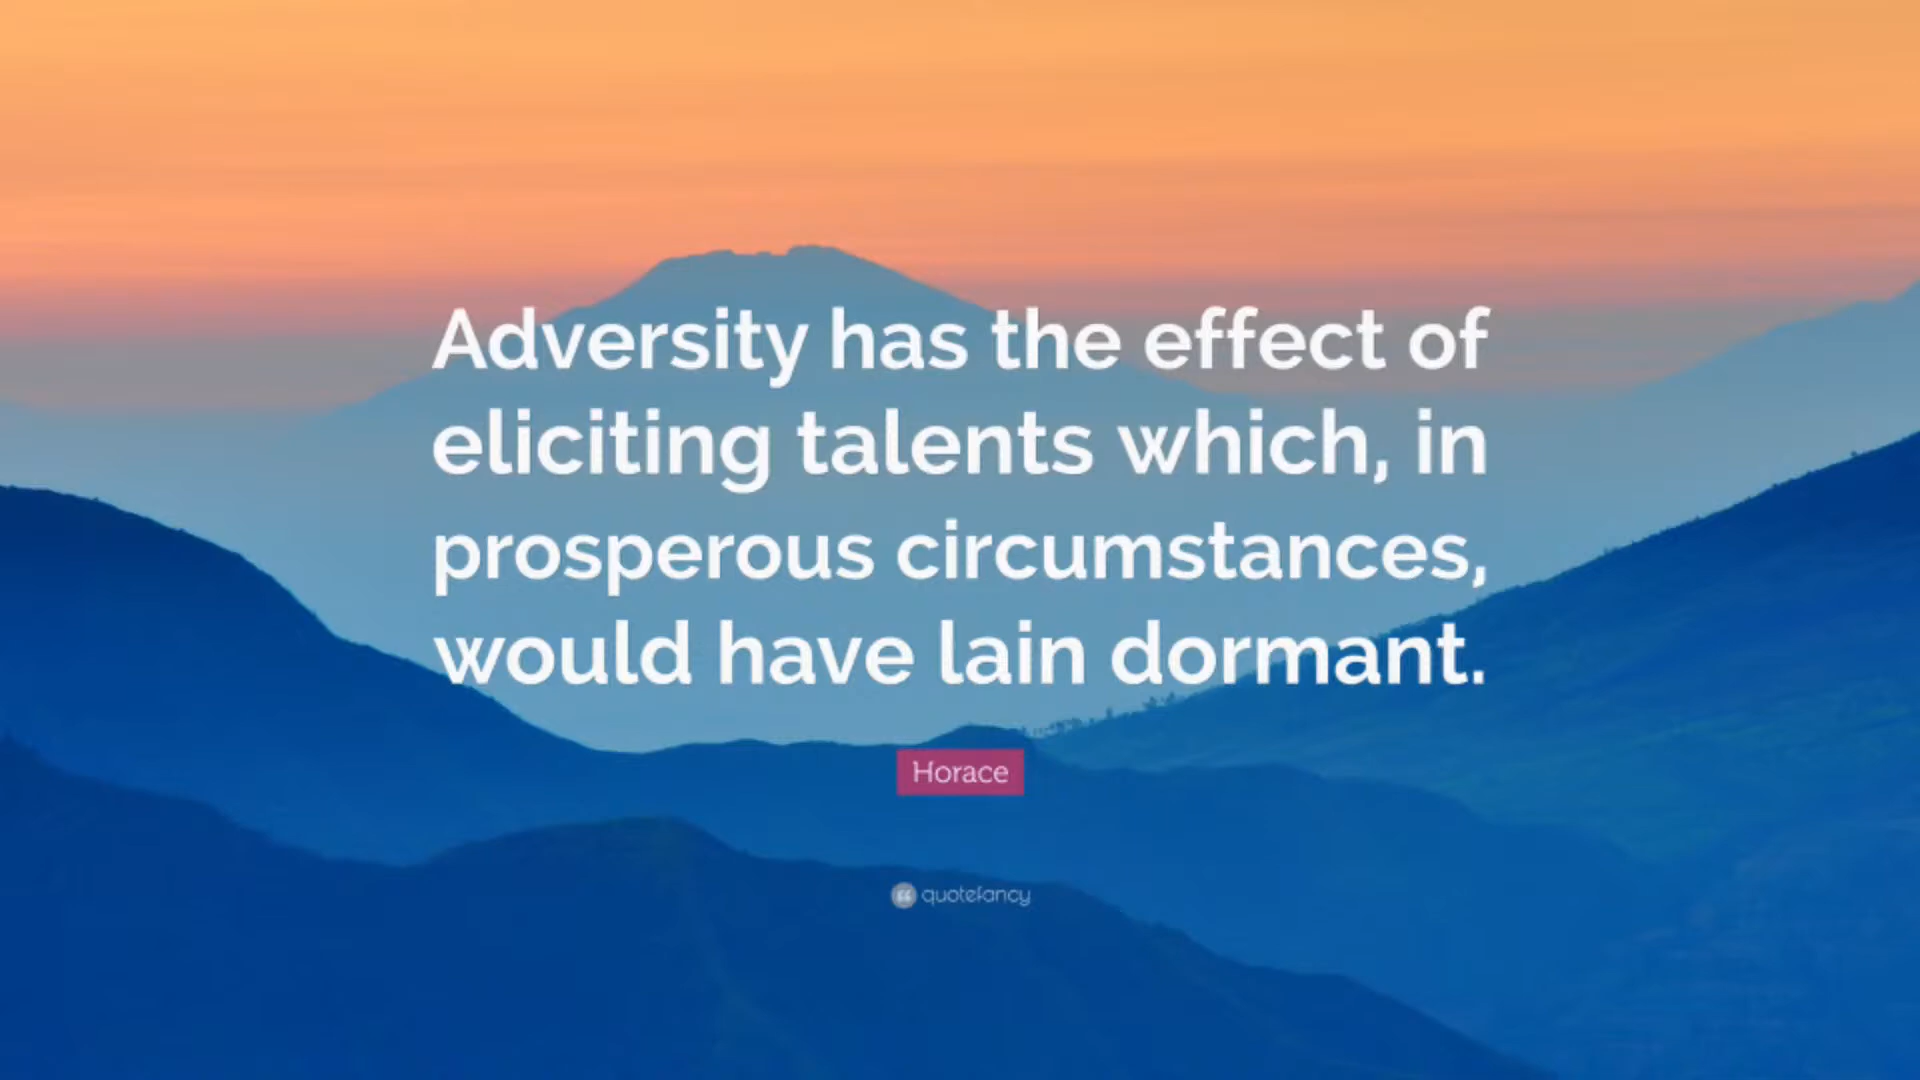 Adversity has the effect of
eliciting talents which, in
prosperous circumstances,
would have lain dormant.
Horace
quotefancy